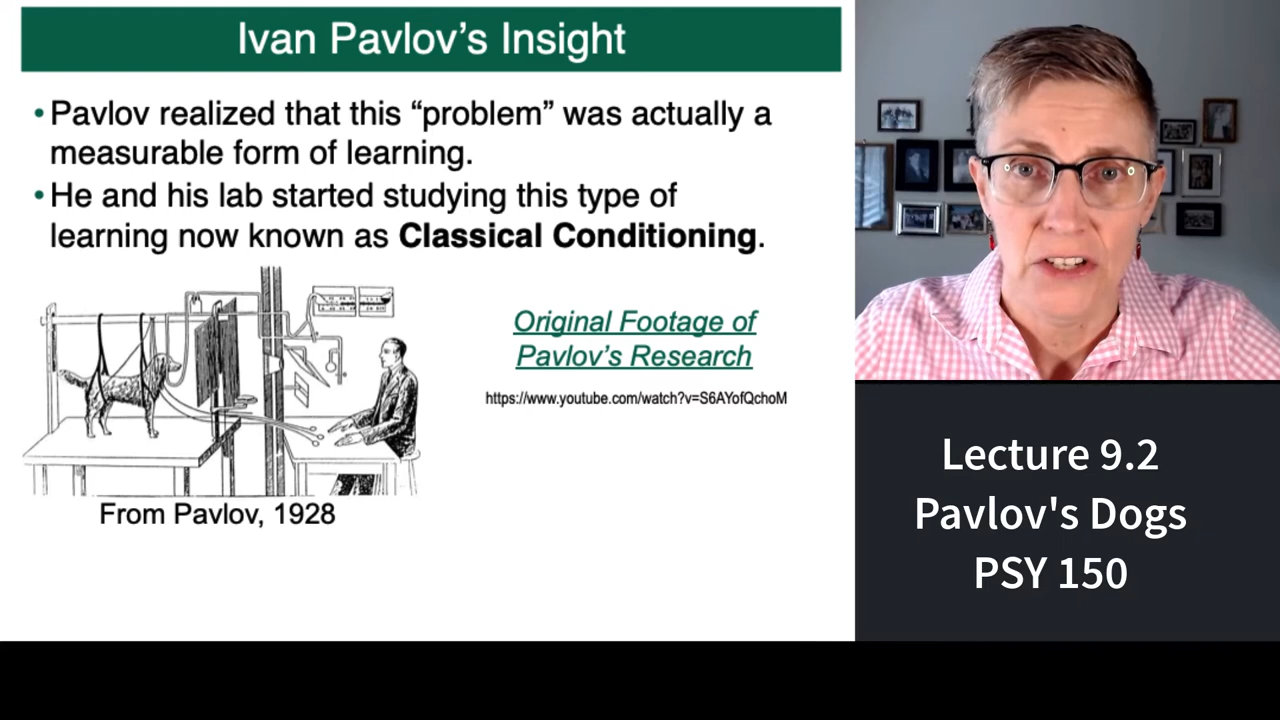 Ivan Pavlov’s Insight
•Pavlov realized that this “problem” was actually a
measurable form of learning.
•He and his lab started studying this type of
learning now known as Classical Conditioning.
Original Footage of
Pavlov’s Research
https://www.youtube.com/watch?v=S6AYofQchoM
From Pavlov, 1928
Lecture 9.2
Pavlov's Dogs
PSY 150